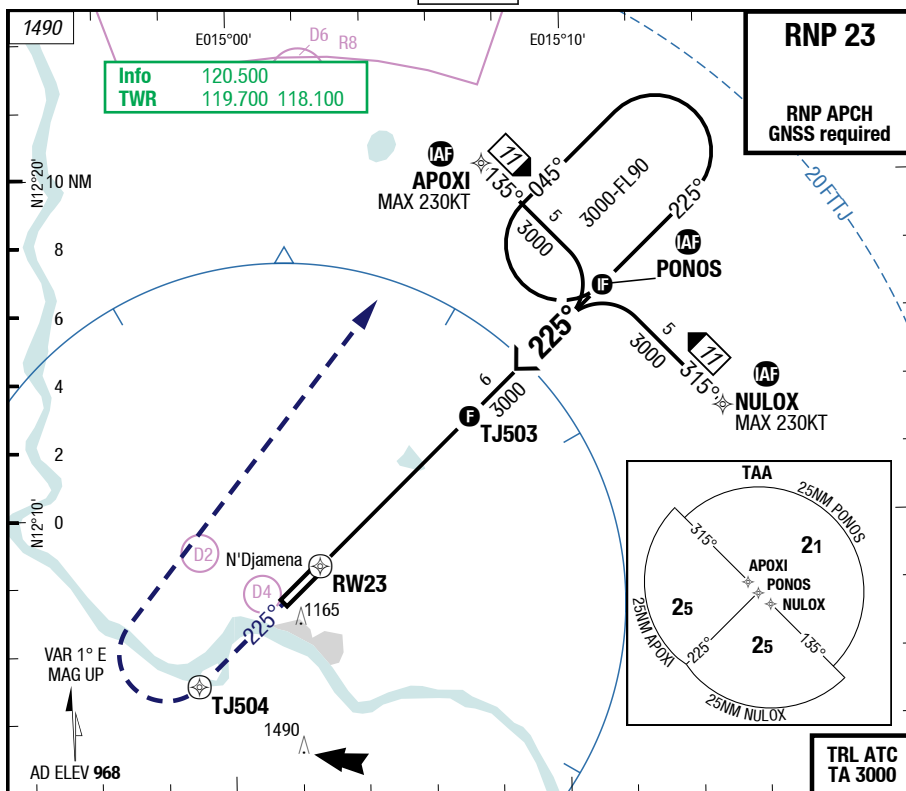 1490
E015°00'
D6
R8
E015°10'
RNP 23
RNP APCH
GNSS required
Info 120.500
TWR 119.700 118.100
N12°20'
10 NM
8
6
4
2
0
N12°10'
IAF
APOXI
MAX 230KT
11
135°
5
3000
045°
3000-FL90
225°
IAF
PONOS
IF
20FTTJ
225°
5
3000
11
315°
IAF
NULOX
MAX 230KT
6
3000
F
TJ503
D2
N'Djamena
RW23
D4
1165
225°
TJ504
1490
VAR 1° E
MAG UP
AD ELEV 968
TAA
25NM PONOS
315°
21
APOXI
PONOS
NULOX
25
25NM APOXI
225°
25
135°
25NM NULOX
TRL ATC
TA 3000